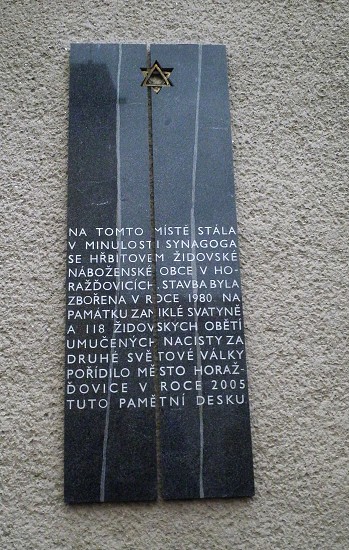 NA TOMTO MÍSTĚ STÁLA
V MINULOSTI SYNAGOGA
SE HŘBITOVEM ŽIDOVSKÉ
NÁBOŽENSKÉ OBCE V HO-
RAŽĎOVICÍCH. STAVBA BYLA
ZBOŘENA V ROCE 1980. NA
PAMÁTKU ZANIKLÉ SVATYNĚ
A 118 ŽIDOVSKÝCH OBĚTÍ
UMUČENÝCH NACISTY ZA
DRUHÉ SVĚTOVÉ VÁLKY
POŘÍDILO MĚSTO HORAŽ-
ĎOVICE V ROCE 2005
TUTO PAMĚTNÍ DESKU